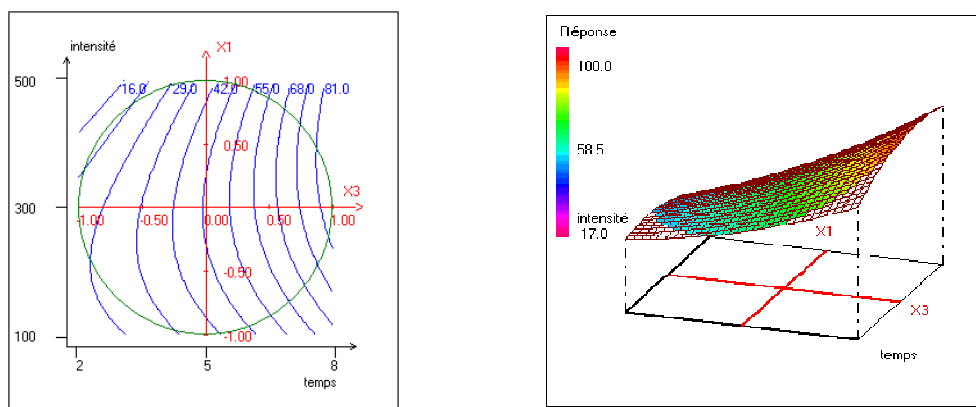 intensité
X1
500
16.0 29.0 42.0 55.0 68.0 81.0
1.00
0.50
300
X3
-1.00 -0.50 0.00 0.50 1.00
-0.50
100
-1.00
2 5 8
temps
Réponse
100.0
58.5
intensité
17.0
X1
X3
temps